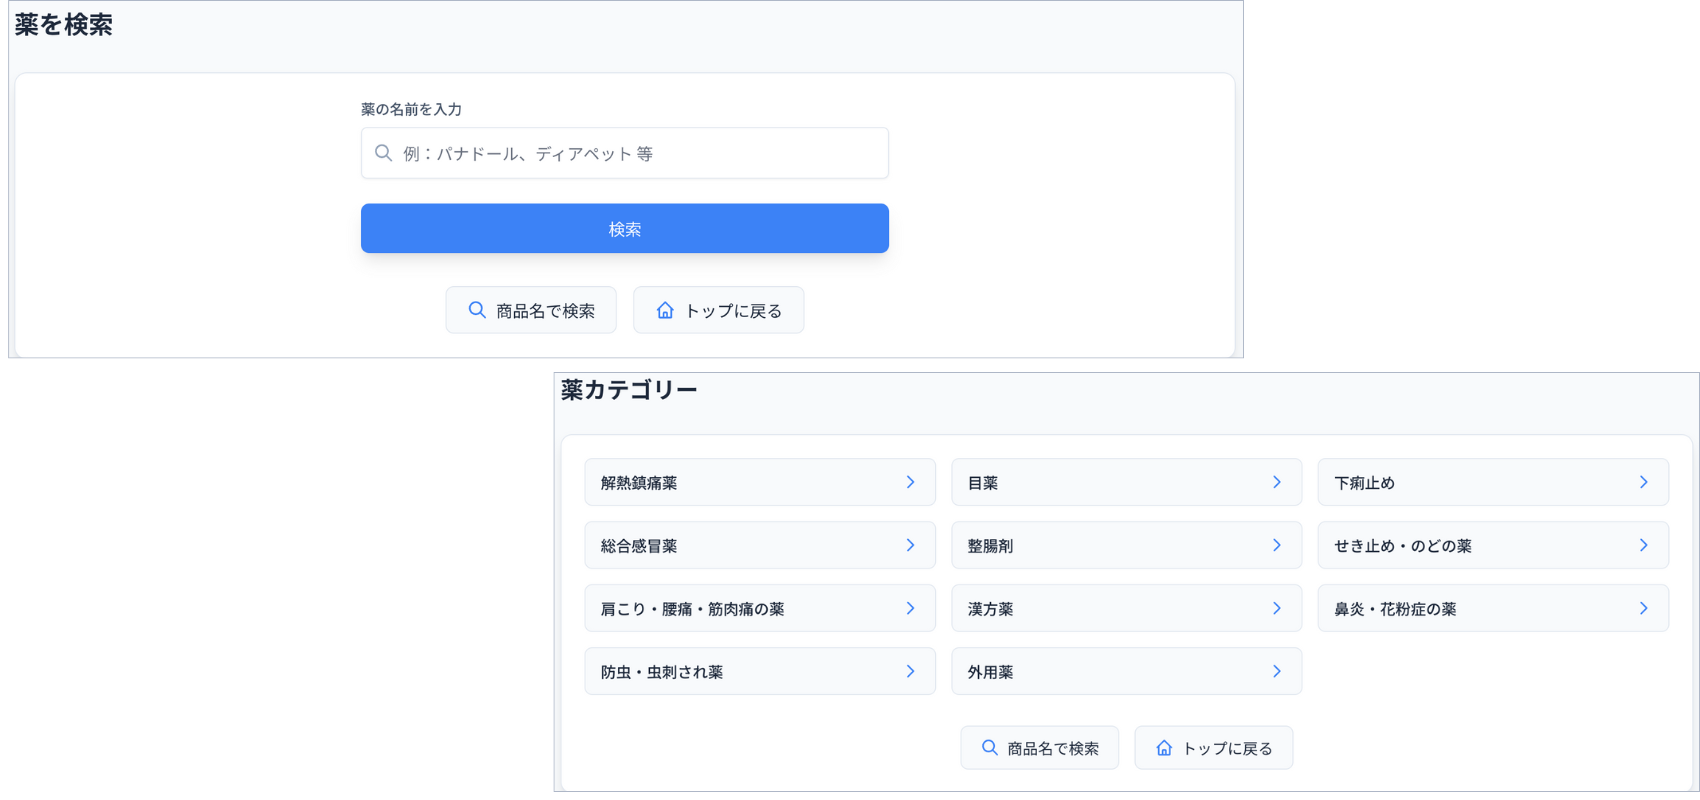 薬を検索
薬の名前を入力
例：パナドール、ディアペット 等
検索
商品名で検索
トップに戻る
薬カテゴリー
解熱鎮痛薬
目薬
下痢止め
総合感冒薬
整腸剤
せき止め・のどの薬
肩こり・腰痛・筋肉痛の薬
漢方薬
鼻炎・花粉症の薬
防虫・虫刺され薬
外用薬
商品名で検索
トップに戻る